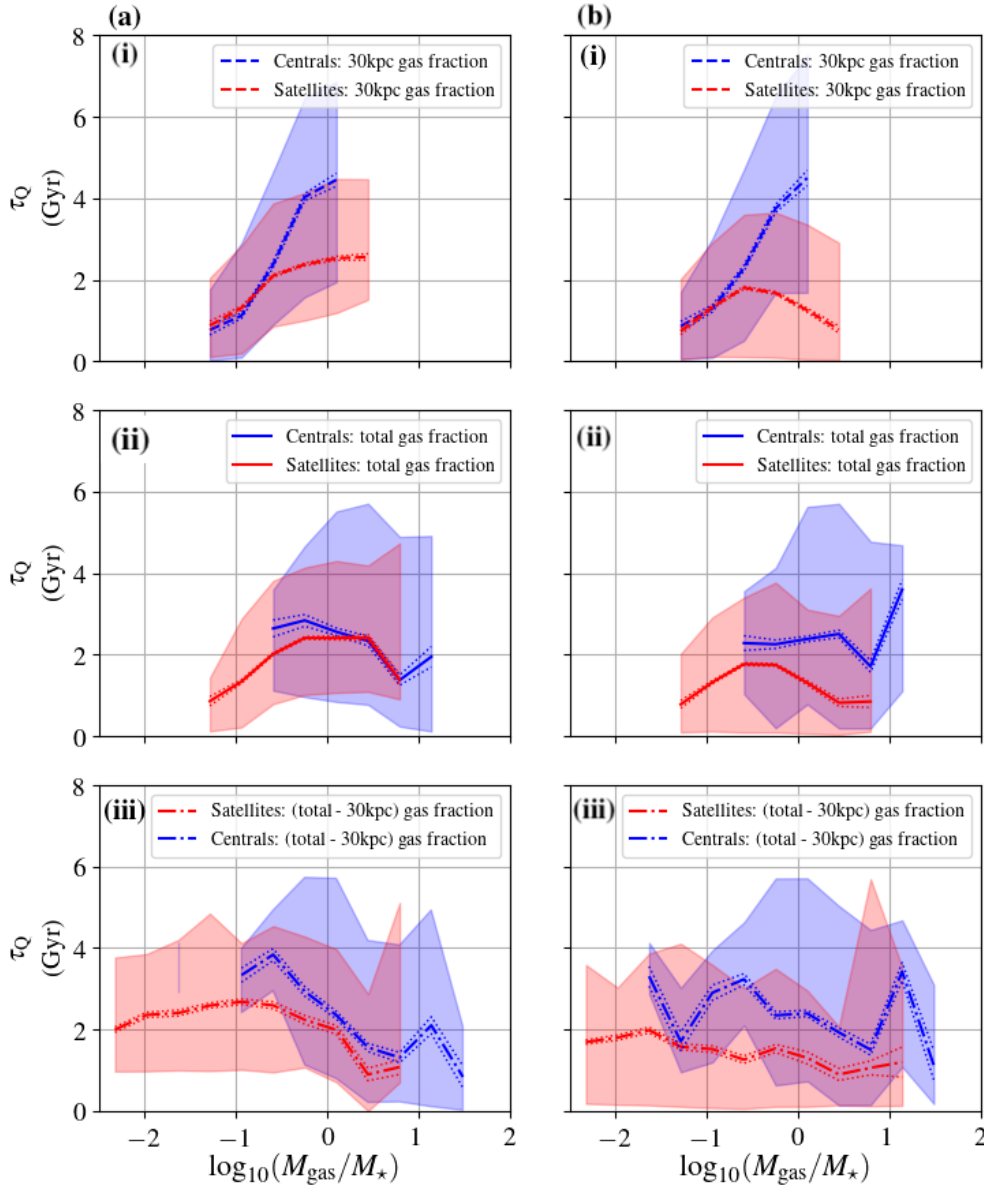 (a)
(b)
8
(i)
Centrals: 30kpc gas fraction
Satellites: 30kpc gas fraction
(i)
Centrals: 30kpc gas fraction
Satellites: 30kpc gas fraction
6
τQ
(Gyr)
4
2
0
τQ
(Gyr)
8
(ii)
Centrals: total gas fraction
Satellites: total gas fraction
(ii)
Centrals: total gas fraction
Satellites: total gas fraction
6
τQ
(Gyr)
4
2
0
8
(iii)
Satellites: (total - 30kpc) gas fraction
Centrals: (total - 30kpc) gas fraction
(iii)
Satellites: (total - 30kpc) gas fraction
Centrals: (total - 30kpc) gas fraction
6
4
2
0
τQ
(Gyr)
−2 −1 0 1 2
−2 −1 0 1 2
log10(Mgas/M⋆)
log10(Mgas/M⋆)